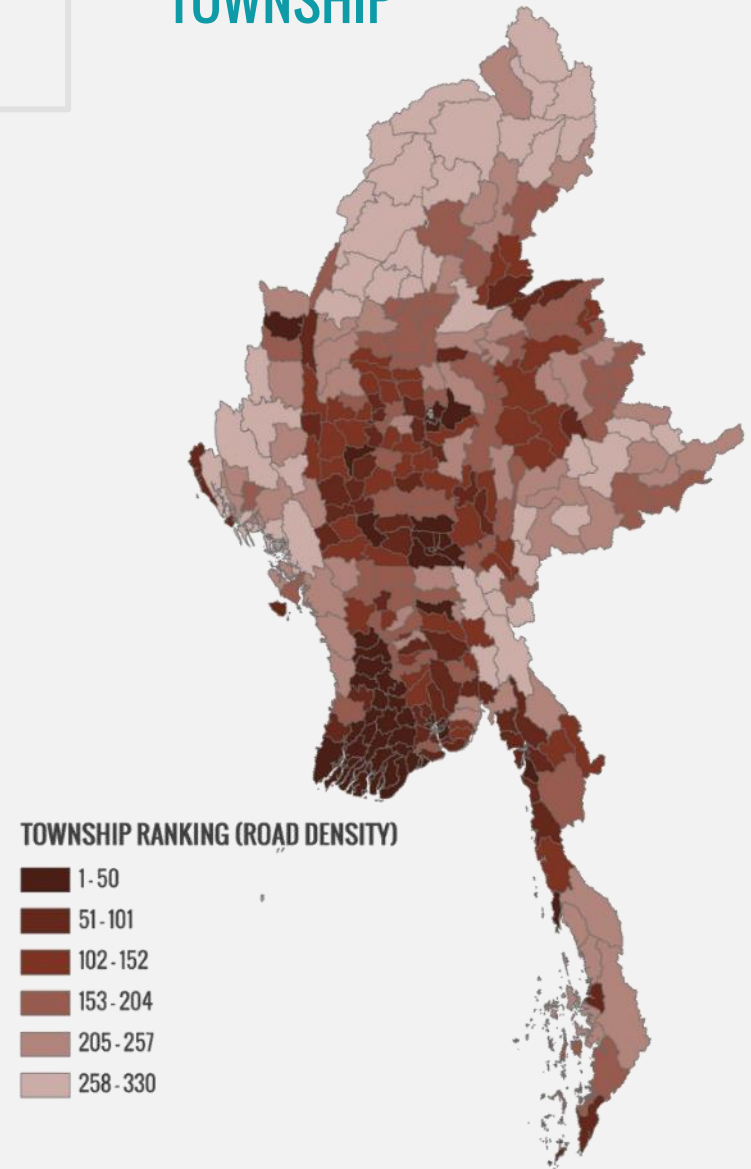 TOWNSHIP
TOWNSHIP RANKING (ROAD DENSITY)
1 - 50
51 - 101
102 - 152
153 - 204
205 - 257
258 - 330